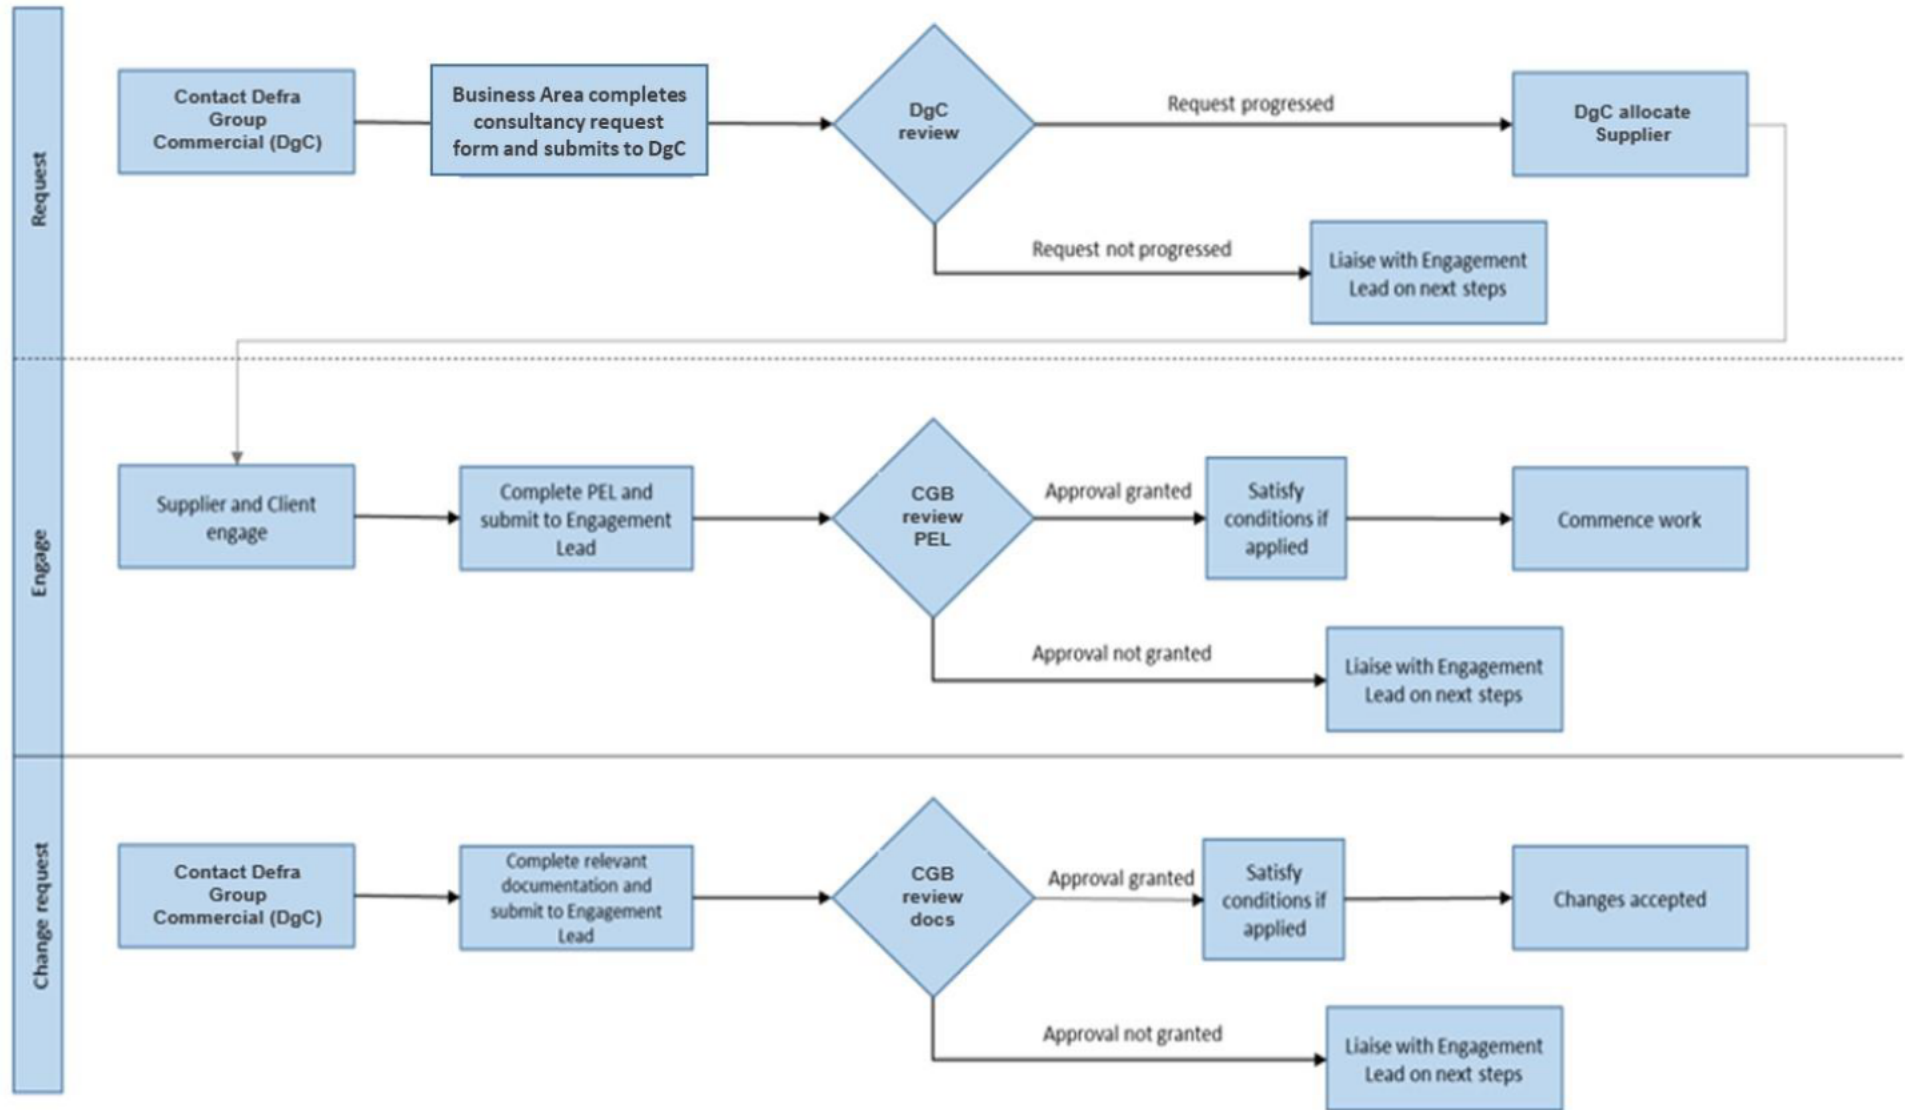 Request
Contact Defra
Group
Commercial (DgC)
Business Area completes
consultancy request
form and submits to DgC
DgC
review
Request progressed
DgC allocate
Supplier
Request not progressed
Liaise with Engagement
Lead on next steps
Engage
Supplier and Client
engage
Complete PEL and
submit to Engagement
Lead
CGB
review
PEL
Approval granted
Satisfy
conditions if
applied
Commence work
Approval not granted
Liaise with Engagement
Lead on next steps
Change request
Contact Defra
Group
Commercial (DgC)
Complete relevant
documentation and
submit to Engagement
Lead
CGB
review
docs
Approval granted
Satisfy
conditions if
applied
Changes accepted
Approval not granted
Liaise with Engagement
Lead on next steps